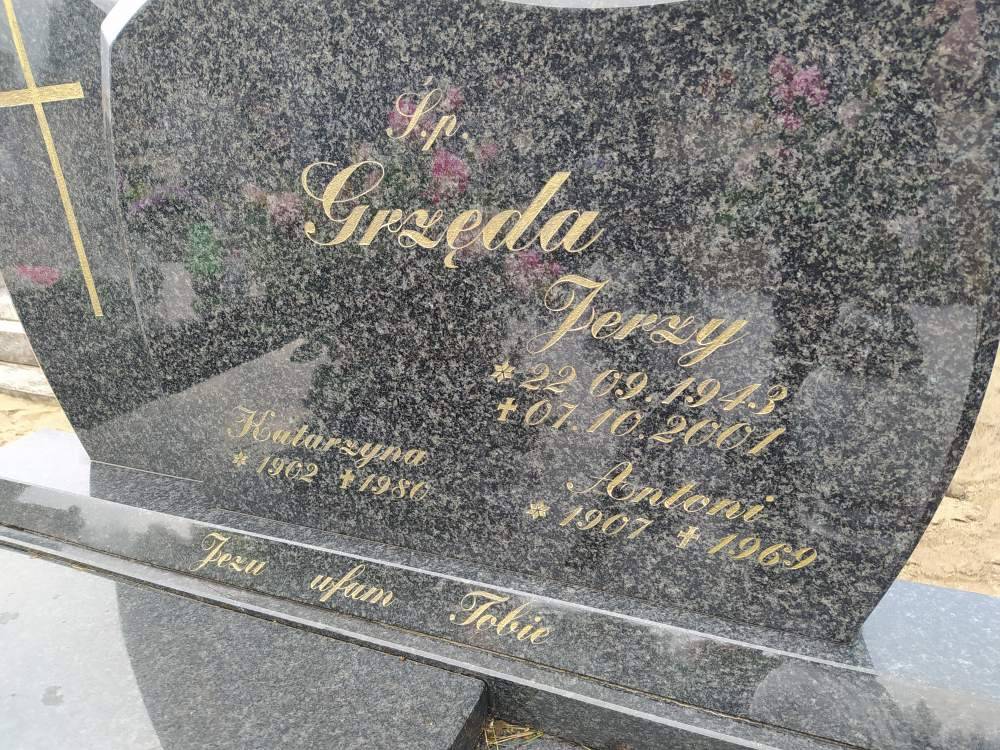 Ś.p.
Grzęda
Jerzy
* 22 09.1943
✝ 07.10.2001
Katarzyna
* 1902 ✝ 1980
Antoni
* 1907 ✝ 1969
Jezu ufam Tobie